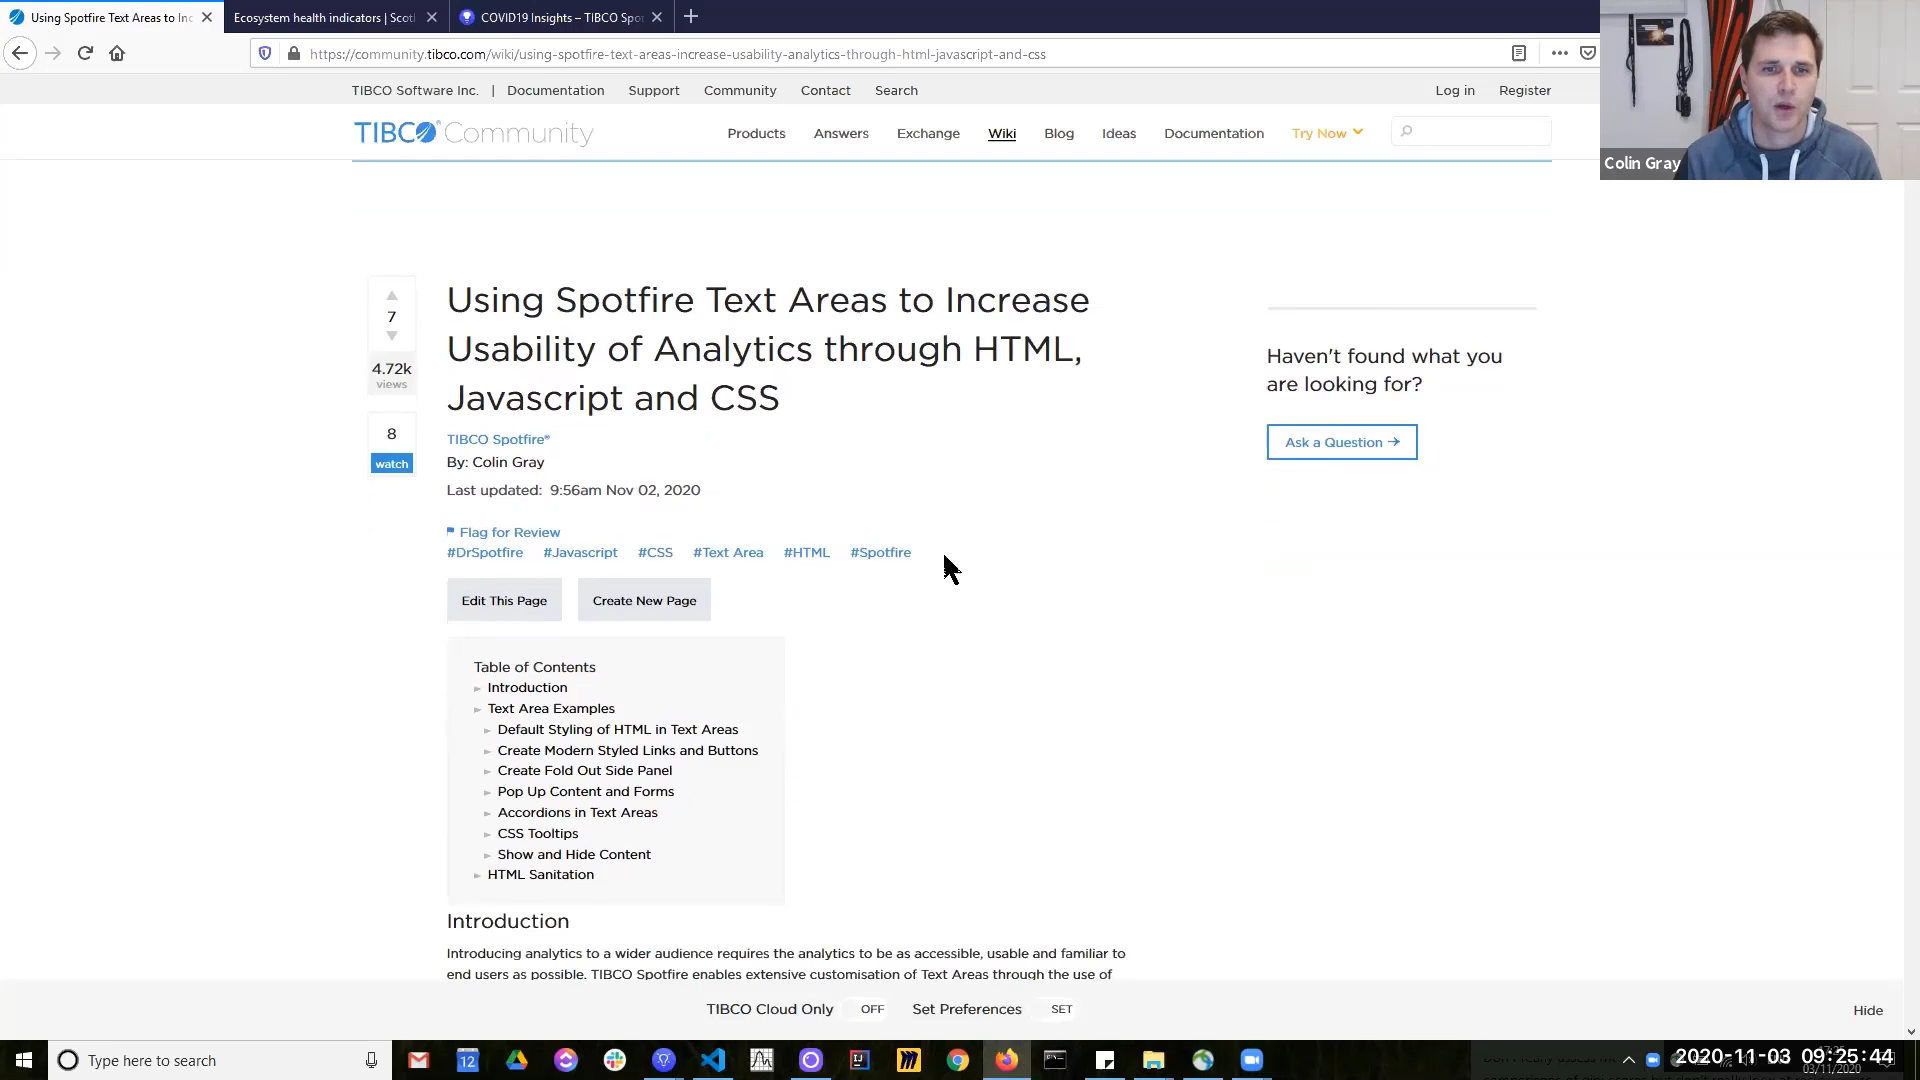 Using Spotfire Text Areas to Inc
Ecosystem health indicators | Scot
COVID19 Insights – TIBCO Spo
https://community.tibco.com/wiki/using-spotfire-text-areas-increase-usability-analytics-through-html-javascript-and-css
TIBCO Software Inc. | Documentation Support Community Contact Search Log in Register
TIBCO® Community
Products Answers Exchange Wiki Blog Ideas Documentation Try Now
Colin Gray
7
4.72k
views
8
watch
Using Spotfire Text Areas to Increase
Usability of Analytics through HTML,
Javascript and CSS
TIBCO Spotfire®
By: Colin Gray
Last updated: 9:56am Nov 02, 2020
Flag for Review
#DrSpotfire #Javascript #CSS #Text Area #HTML #Spotfire
Edit This Page Create New Page
Haven't found what you
are looking for?
Ask a Question →
Table of Contents
Introduction
Text Area Examples
Default Styling of HTML in Text Areas
Create Modern Styled Links and Buttons
Create Fold Out Side Panel
Pop Up Content and Forms
Accordions in Text Areas
CSS Tooltips
Show and Hide Content
HTML Sanitation
Introduction
Introducing analytics to a wider audience requires the analytics to be as accessible, usable and familiar to
end users as possible. TIBCO Spotfire enables extensive customisation of Text Areas through the use of
TIBCO Cloud Only OFF Set Preferences SET Hide
Type here to search
12
2020-11-03 09:25:44
03/11/2020